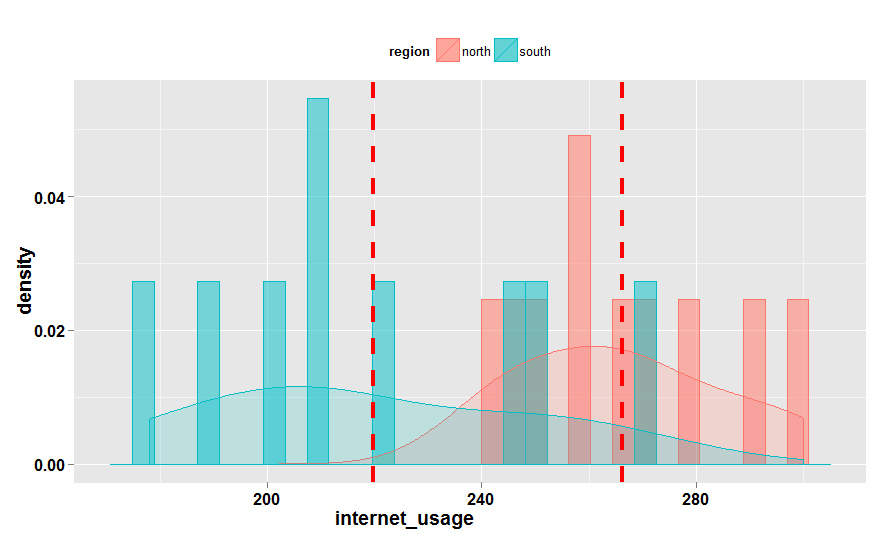 region north south
density
0.04
0.02
0.00
200 240 280
internet_usage